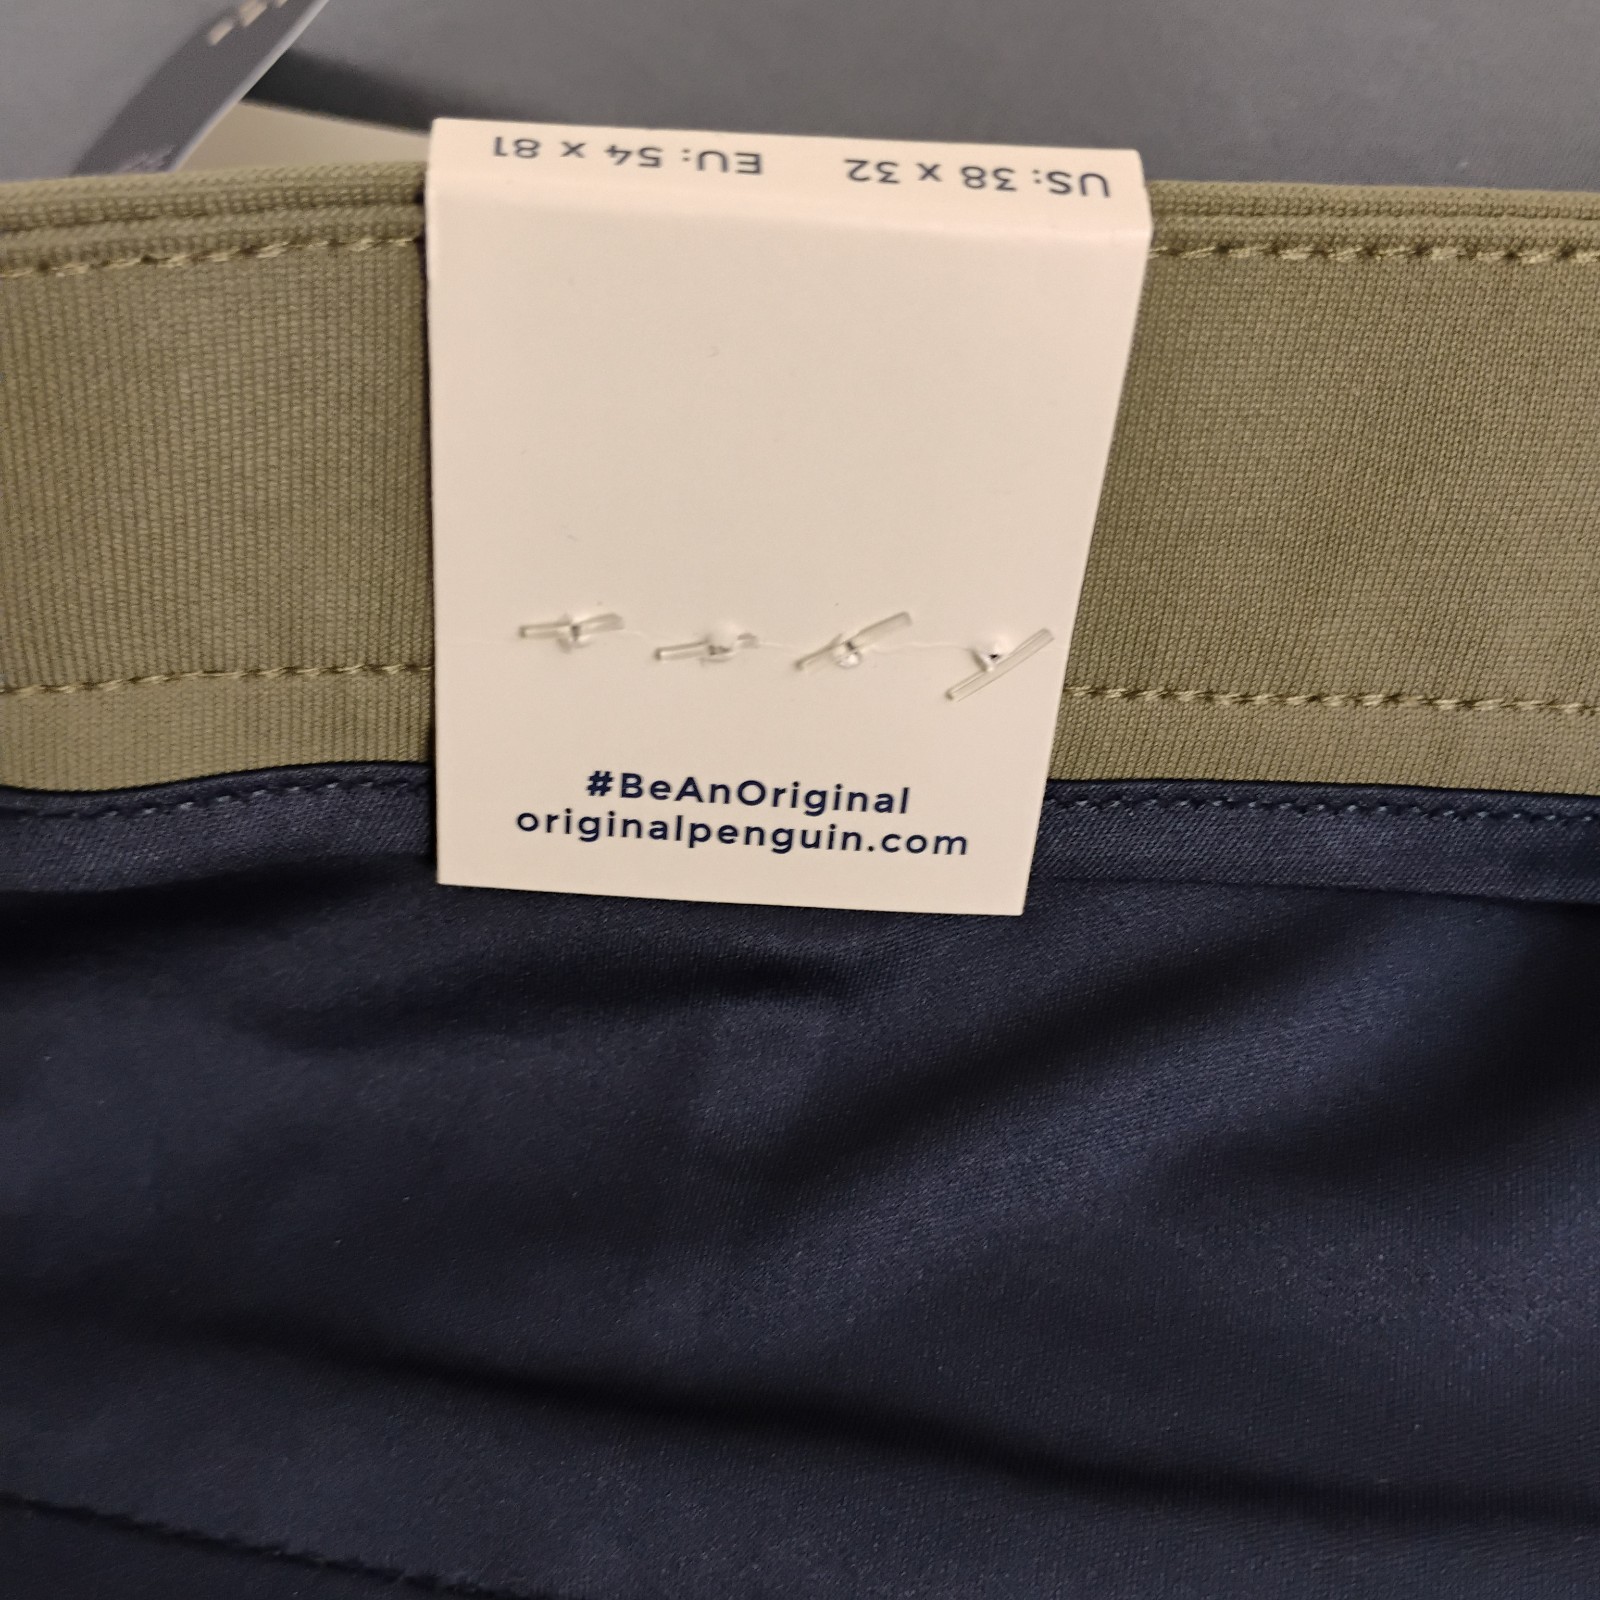 US: 38 x 32 EU: 54 x 81
#BeAnOriginal
originalpenguin.com